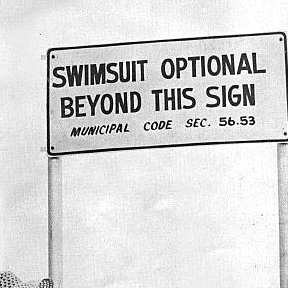 SWIMSUIT OPTIONAL
BEYOND THIS SIGN
MUNICIPAL CODE SEC. 56.53